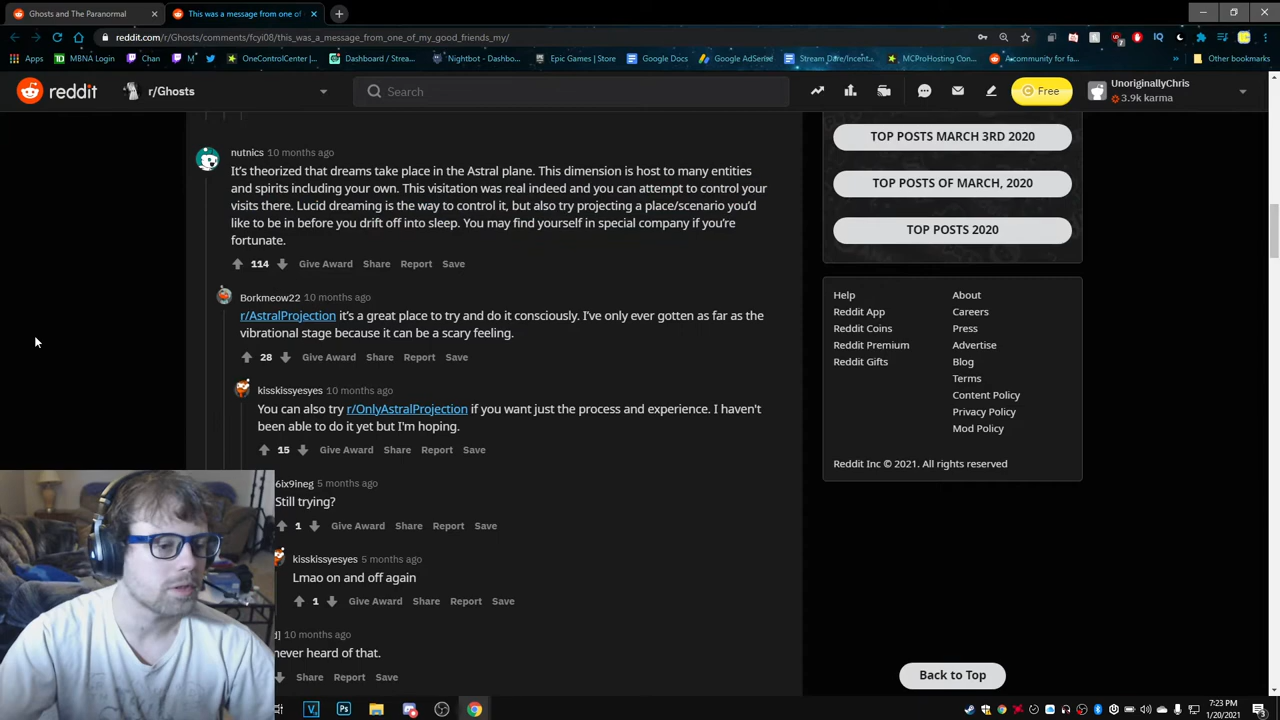 Ghosts and The Paranormal
This was a message from one of
reddit.com/r/Ghosts/comments/fcyi08/this_was_a_message_from_one_of_my_good_friends_my/
Apps MBNA Login Chan M OneControlCenter |... Dashboard / Strea... Nightbot - Dashbo... Epic Games | Store Google Docs Google AdSense Stream Dare/Incent... MCProHosting Con... A community for fa... Other bookmarks
reddit r/Ghosts Search Free UnoriginallyChris
3.9k karma
nutnics 10 months ago
It's theorized that dreams take place in the Astral plane. This dimension is host to many entities
and spirits including your own. This visitation was real indeed and you can attempt to control your
visits there. Lucid dreaming is the way to control it, but also try projecting a place/scenario you'd
like to be in before you drift off into sleep. You may find yourself in special company if you're
fortunate.
114 Give Award Share Report Save
Borkmeow22 10 months ago
r/AstralProjection it's a great place to try and do it consciously. I've only ever gotten as far as the
vibrational stage because it can be a scary feeling.
28 Give Award Share Report Save
kisskissyesyes 10 months ago
You can also try r/OnlyAstralProjection if you want just the process and experience. I haven't
been able to do it yet but I'm hoping.
15 Give Award Share Report Save
6ix9ineg 5 months ago
Still trying?
1 Give Award Share Report Save
kisskissyesyes 5 months ago
Lmao on and off again
1 Give Award Share Report Save
10 months ago
never heard of that.
Share Report Save
TOP POSTS MARCH 3RD 2020
TOP POSTS OF MARCH, 2020
TOP POSTS 2020
Help About
Reddit App Careers
Reddit Coins Press
Reddit Premium Advertise
Reddit Gifts Blog
Terms
Content Policy
Privacy Policy
Mod Policy
Reddit Inc © 2021. All rights reserved
Back to Top
7:23 PM
1/20/2021